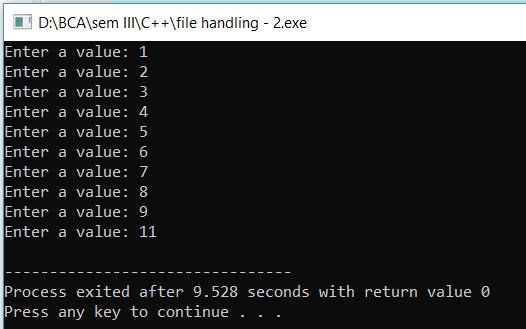 D:\BCA\sem III\C++\file handling - 2.exe
Enter a value: 1
Enter a value: 2
Enter a value: 3
Enter a value: 4
Enter a value: 5
Enter a value: 6
Enter a value: 7
Enter a value: 8
Enter a value: 9
Enter a value: 11
--------------------------------
Process exited after 9.528 seconds with return value 0
Press any key to continue . . .